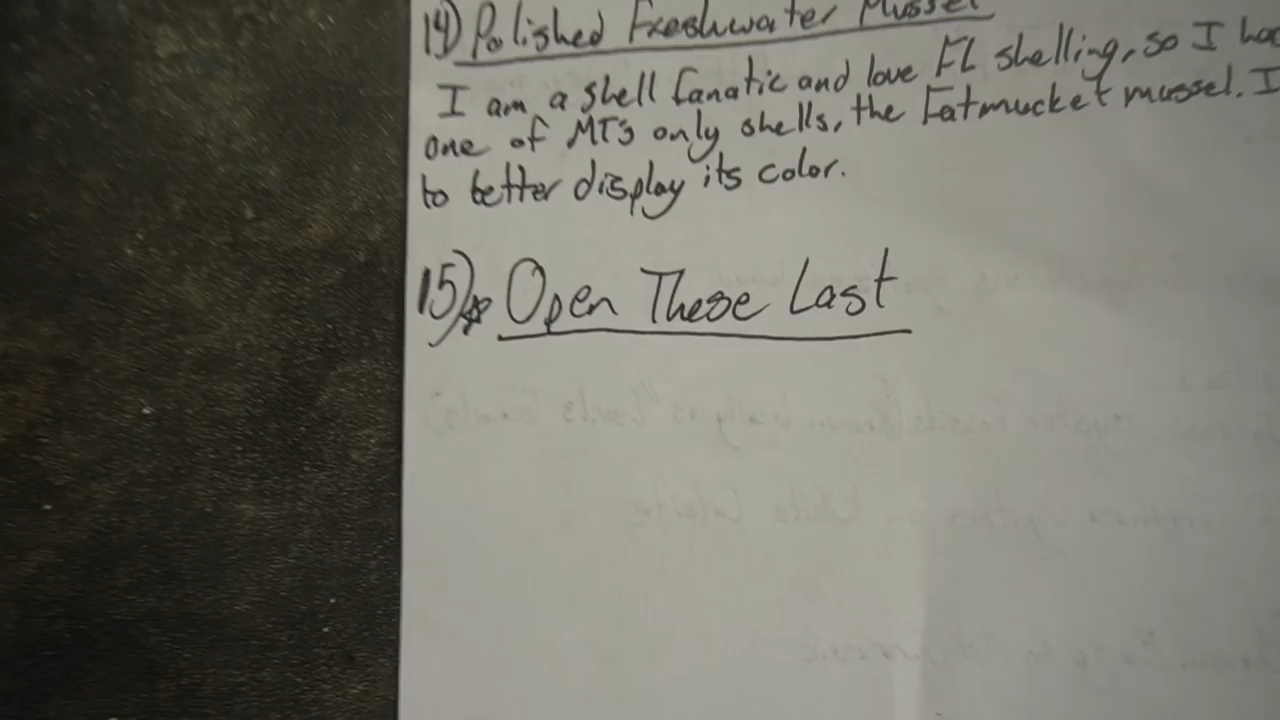 14) Polished Freshwater Mussel
I am a shell fanatic and love FL shelling, so I had
one of MT's only shells, the Fatmucket mussel. I
to better display its color.
15)☆ Open These Last